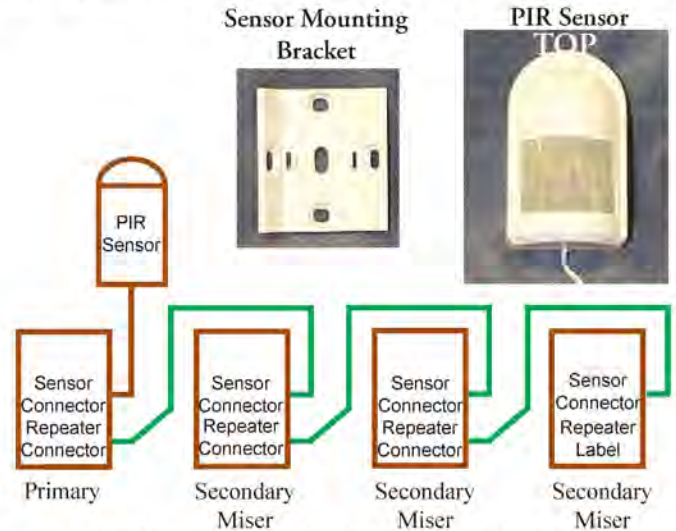 Sensor Mounting
Bracket
PIR Sensor
TOP
PIR
Sensor
Sensor
Connector
Repeater
Connector
Sensor
Connector
Repeater
Connector
Sensor
Connector
Repeater
Connector
Sensor
Connector
Repeater
Label
Primary
Secondary
Miser
Secondary
Miser
Secondary
Miser